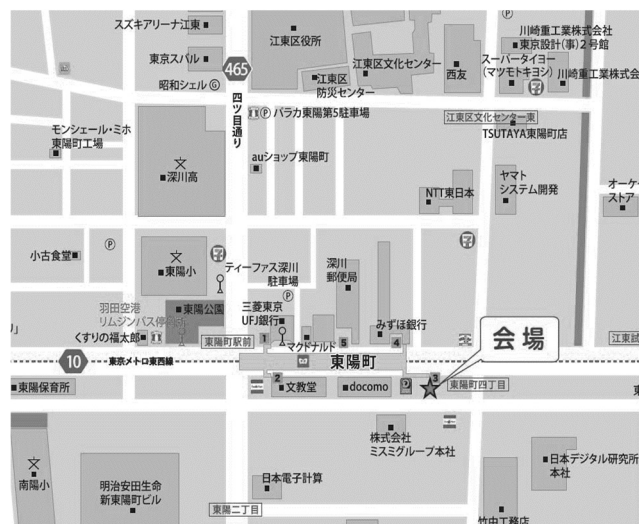 スズキアリーナ江東
東京スバル
昭和シェル
G
465
四ツ目通り
江東区役所
江東区
防災センター
江東区文化センター
西友
P
川崎重工業株式会社
東京設計(事)2号館
スーパータイヨー
(マツモトキヨシ)
川崎重工業株式会
P
パラカ東陽第5駐車場
江東区文化センター東
TSUTAYA東陽町店
モンシェール・ミホ
東陽町工場
深川高
auショップ東陽町
NTT東日本
ヤマト
システム開発
オーケー
ストア
小古食堂
P
東陽小
ティーファス深川
駐車場
P
深川
郵便局
羽田空港
リムジンバス停
東陽公園
三菱東京
UFJ銀行
みずほ銀行
り」
くすりの福太郎
東陽町駅前
1
マクドナルド
5
4
会場
江東試
10
東京メトロ東西線
東陽町
東陽保育所
2
文教堂
docomo
3
東陽町四丁目
東
株式会社
ミスミグループ本社
南陽小
明治安田生命
新東陽町ビル
日本電子計算
日本デジタル研究所
本社
東陽二丁目
竹中工務店